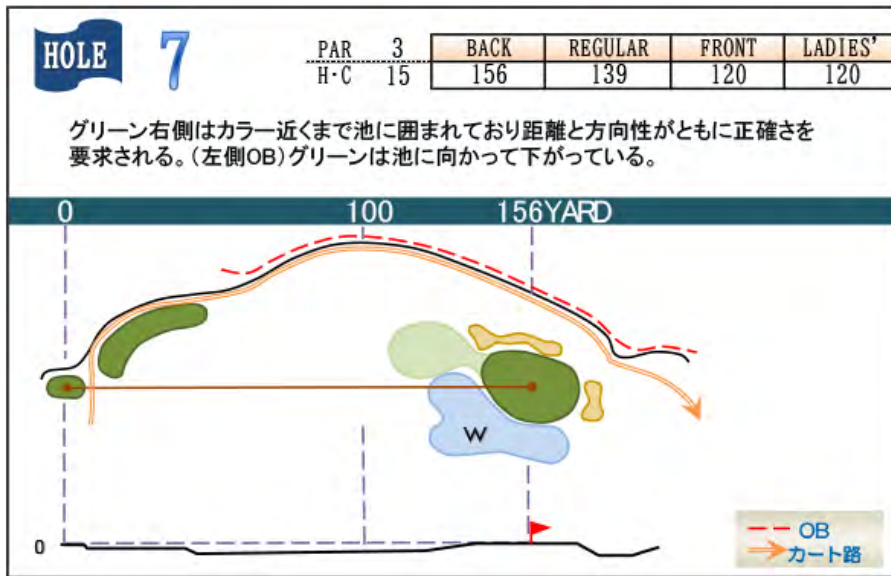 HOLE 7
PAR 3 BACK REGULAR FRONT LADIES'
H・C 15 156 139 120 120
グリーン右側はカラー近くまで池に囲まれており距離と方向性がともに正確さを
要求される。(左側OB)グリーンは池に向かって下がっている。
0 100 156YARD
W
0
OB
カート路